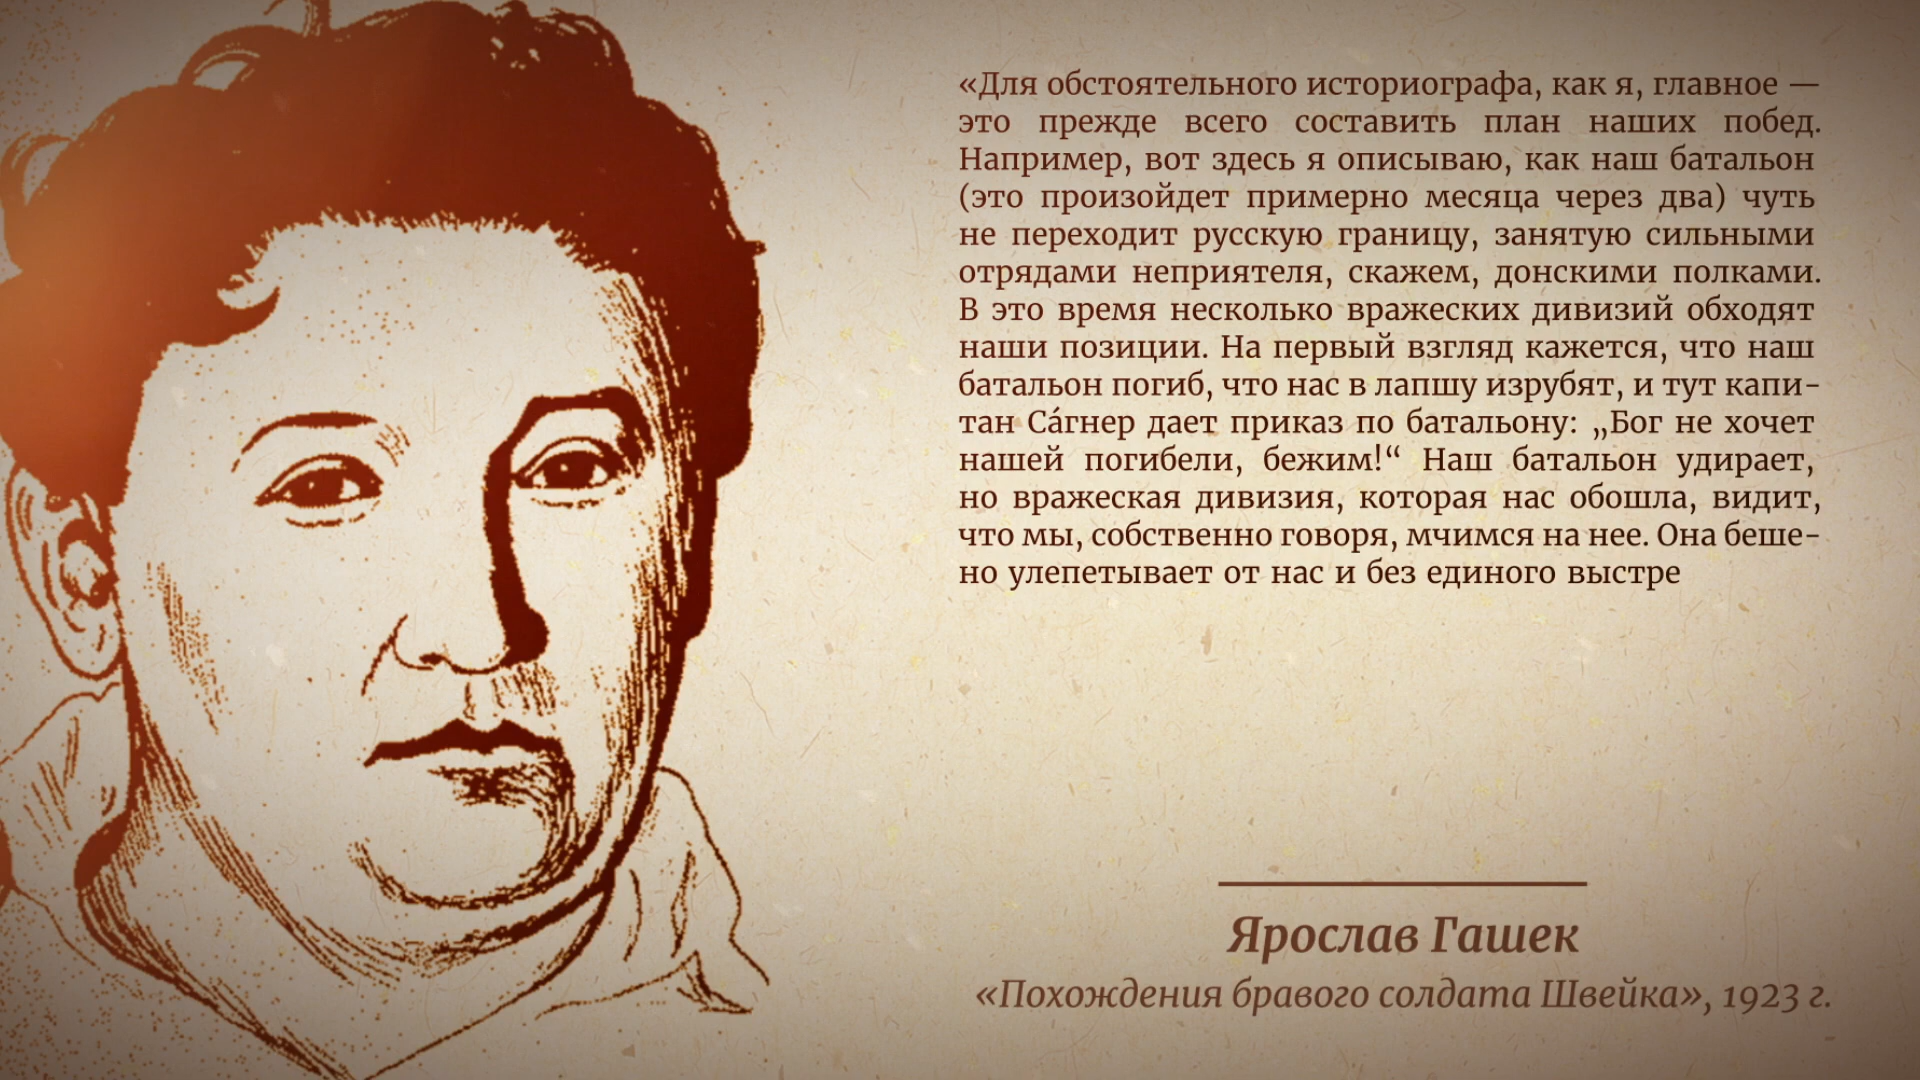 «Для обстоятельного историографа, как я, главное —
это прежде всего составить план наших побед.
Например, вот здесь я описываю, как наш батальон
(это произойдет примерно месяца через два) чуть
не переходит русскую границу, занятую сильными
отрядами неприятеля, скажем, донскими полками.
В это время несколько вражеских дивизий обходят
наши позиции. На первый взгляд кажется, что наш
батальон погиб, что нас в лапшу изрубят, и тут капи-
тан Са́гнер дает приказ по батальону: „Бог не хочет
нашей погибели, бежим!“ Наш батальон удирает,
но вражеская дивизия, которая нас обошла, видит,
что мы, собственно говоря, мчимся на нее. Она беше-
но улепетывает от нас и без единого выстре
Ярослав Гашек
«Похождения бравого солдата Швейка», 1923 г.